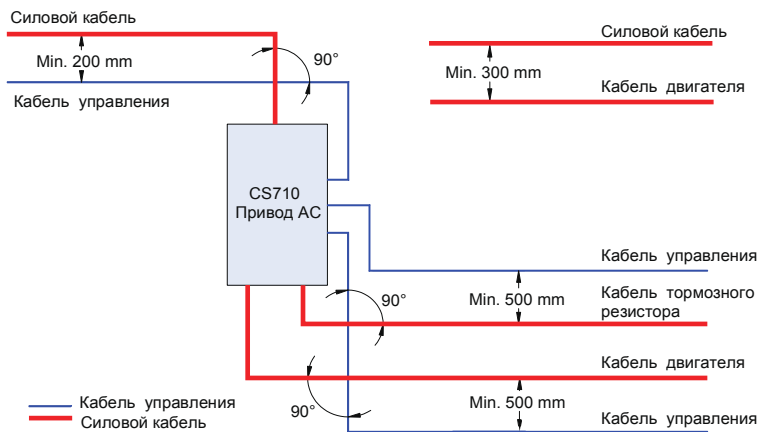 Силовой кабель
Min. 200 mm
90°
Кабель управления
Силовой кабель
Min. 300 mm
Кабель двигателя
CS710
Привод АС
Кабель управления
Min. 500 mm
90°
Кабель тормозного
резистора
Кабель двигателя
Min. 500 mm
90°
Кабель управления
Кабель управления
Силовой кабель